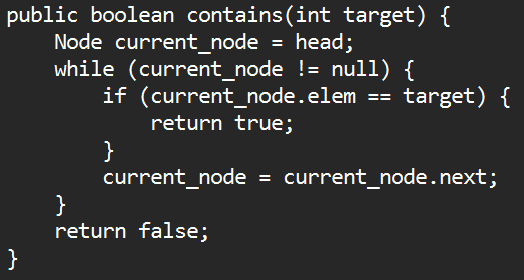 public boolean contains(int target) {
    Node current_node = head;
    while (current_node != null) {
        if (current_node.elem == target) {
            return true;
        }
        current_node = current_node.next;
    }
    return false;
}